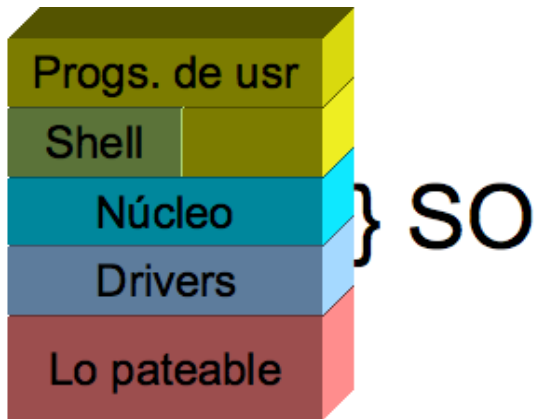 Progs. de usr
Shell
Núcleo
} SO
Drivers
Lo pateable